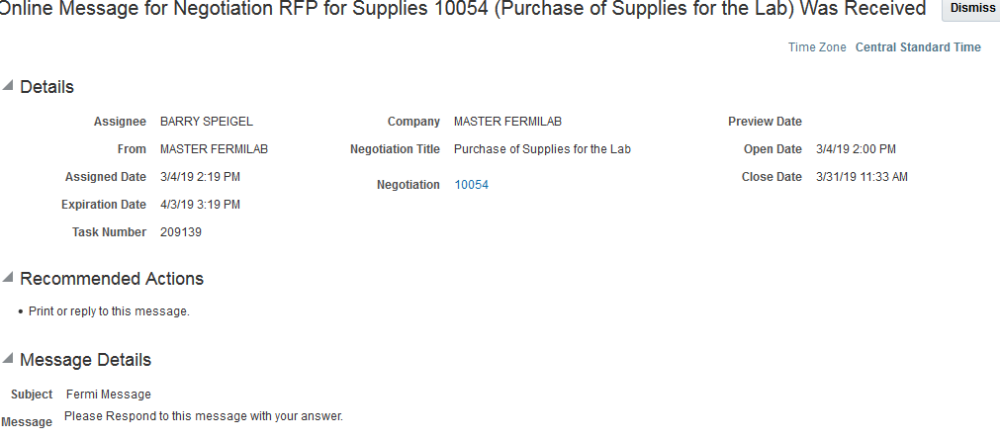 Online Message for Negotiation RFP for Supplies 10054 (Purchase of Supplies for the Lab) Was Received Dismiss
Time Zone Central Standard Time
Details
Assignee BARRY SPEIGEL Company MASTER FERMILAB Preview Date
From MASTER FERMILAB Negotiation Title Purchase of Supplies for the Lab Open Date 3/4/19 2:00 PM
Assigned Date 3/4/19 2:19 PM Negotiation 10054 Close Date 3/31/19 11:33 AM
Expiration Date 4/3/19 3:19 PM
Task Number 209139
Recommended Actions
• Print or reply to this message.
Message Details
Subject Fermi Message
Message Please Respond to this message with your answer.